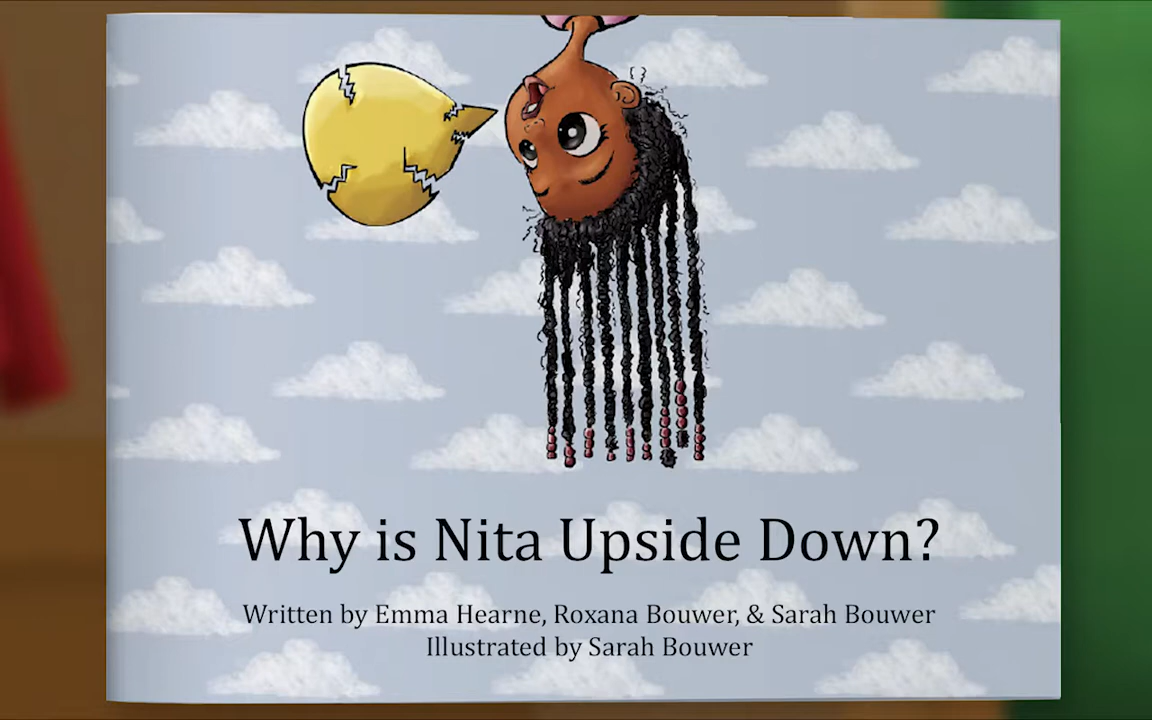 Why is Nita Upside Down?
Written by Emma Hearne, Roxana Bouwer, & Sarah Bouwer
Illustrated by Sarah Bouwer